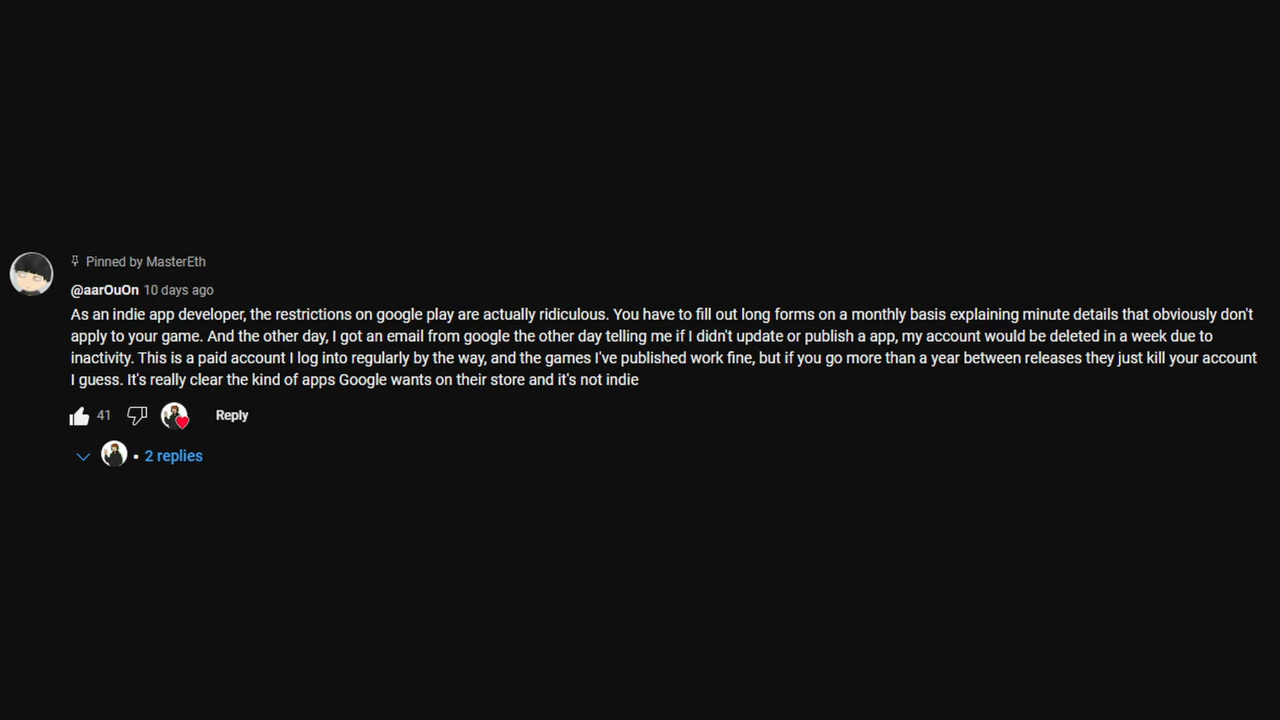 Pinned by MasterEth
@aarOuOn 10 days ago
As an indie app developer, the restrictions on google play are actually ridiculous. You have to fill out long forms on a monthly basis explaining minute details that obviously don't
apply to your game. And the other day, I got an email from google the other day telling me if I didn't update or publish a app, my account would be deleted in a week due to
inactivity. This is a paid account I log into regularly by the way, and the games I've published work fine, but if you go more than a year between releases they just kill your account
I guess. It's really clear the kind of apps Google wants on their store and it's not indie
41 Reply
• 2 replies